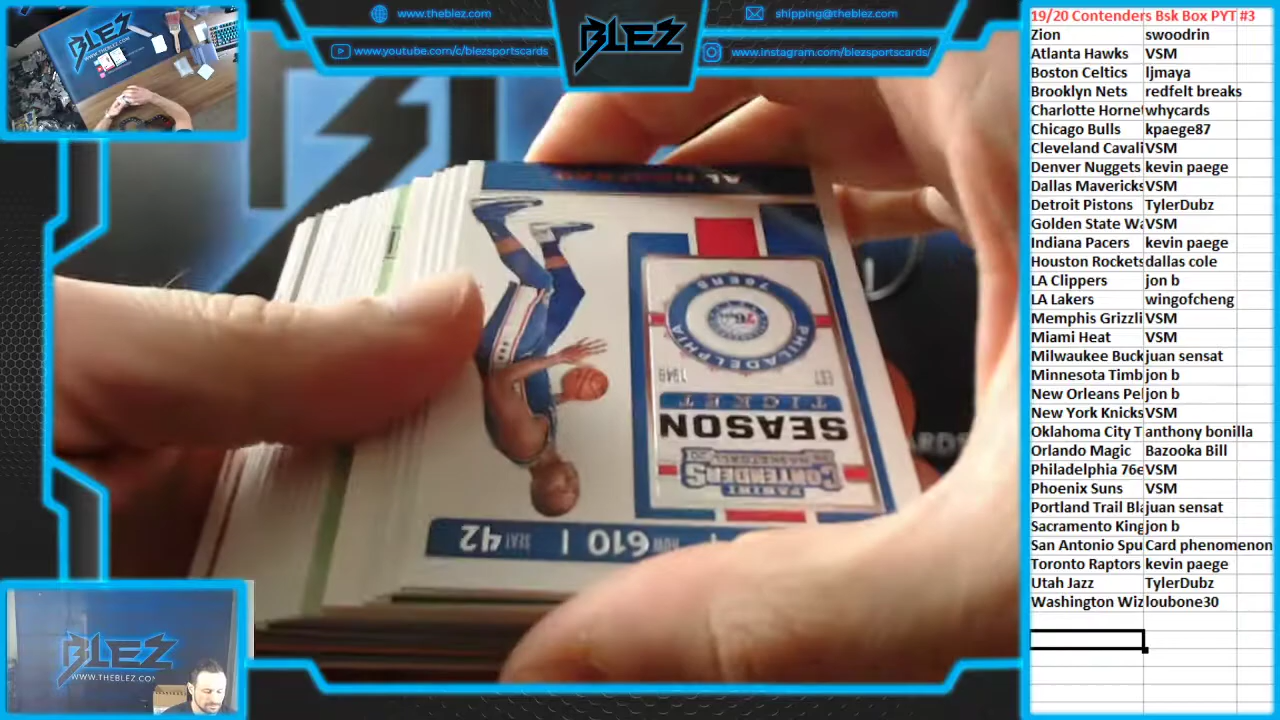 www.theblez.com
shipping@theblez.com
BLEZ
www.youtube.com/c/blezsportscards
www.instagram.com/blezsportscards/
19/20 Contenders Bsk Box PYT #3
Zion swoodrin
Atlanta Hawks VSM
Boston Celtics ljmaya
Brooklyn Nets redfelt breaks
Charlotte Hornet whycards
Chicago Bulls kpaege87
Cleveland Cavali VSM
Denver Nuggets kevin paege
Dallas Mavericks VSM
Detroit Pistons TylerDubz
Golden State Wa VSM
Indiana Pacers kevin paege
Houston Rockets dallas cole
LA Clippers jon b
LA Lakers wingofcheng
Memphis Grizzli VSM
Miami Heat VSM
Milwaukee Buck juan sensat
Minnesota Timb jon b
New Orleans Pel jon b
New York Knicks VSM
Oklahoma City T anthony bonilla
Orlando Magic Bazooka Bill
Philadelphia 76e VSM
Phoenix Suns VSM
Portland Trail Bla juan sensat
Sacramento King jon b
San Antonio Spu Card phenomenon
Toronto Raptors kevin paege
Utah Jazz TylerDubz
Washington Wiz loubone30
ROW 610 | SEAT 42
PANINI
CONTENDERS
SEASON
TICKET
EST 1949
PHILADELPHIA
76ERS
BLEZ
WWW.THEBLEZ.COM